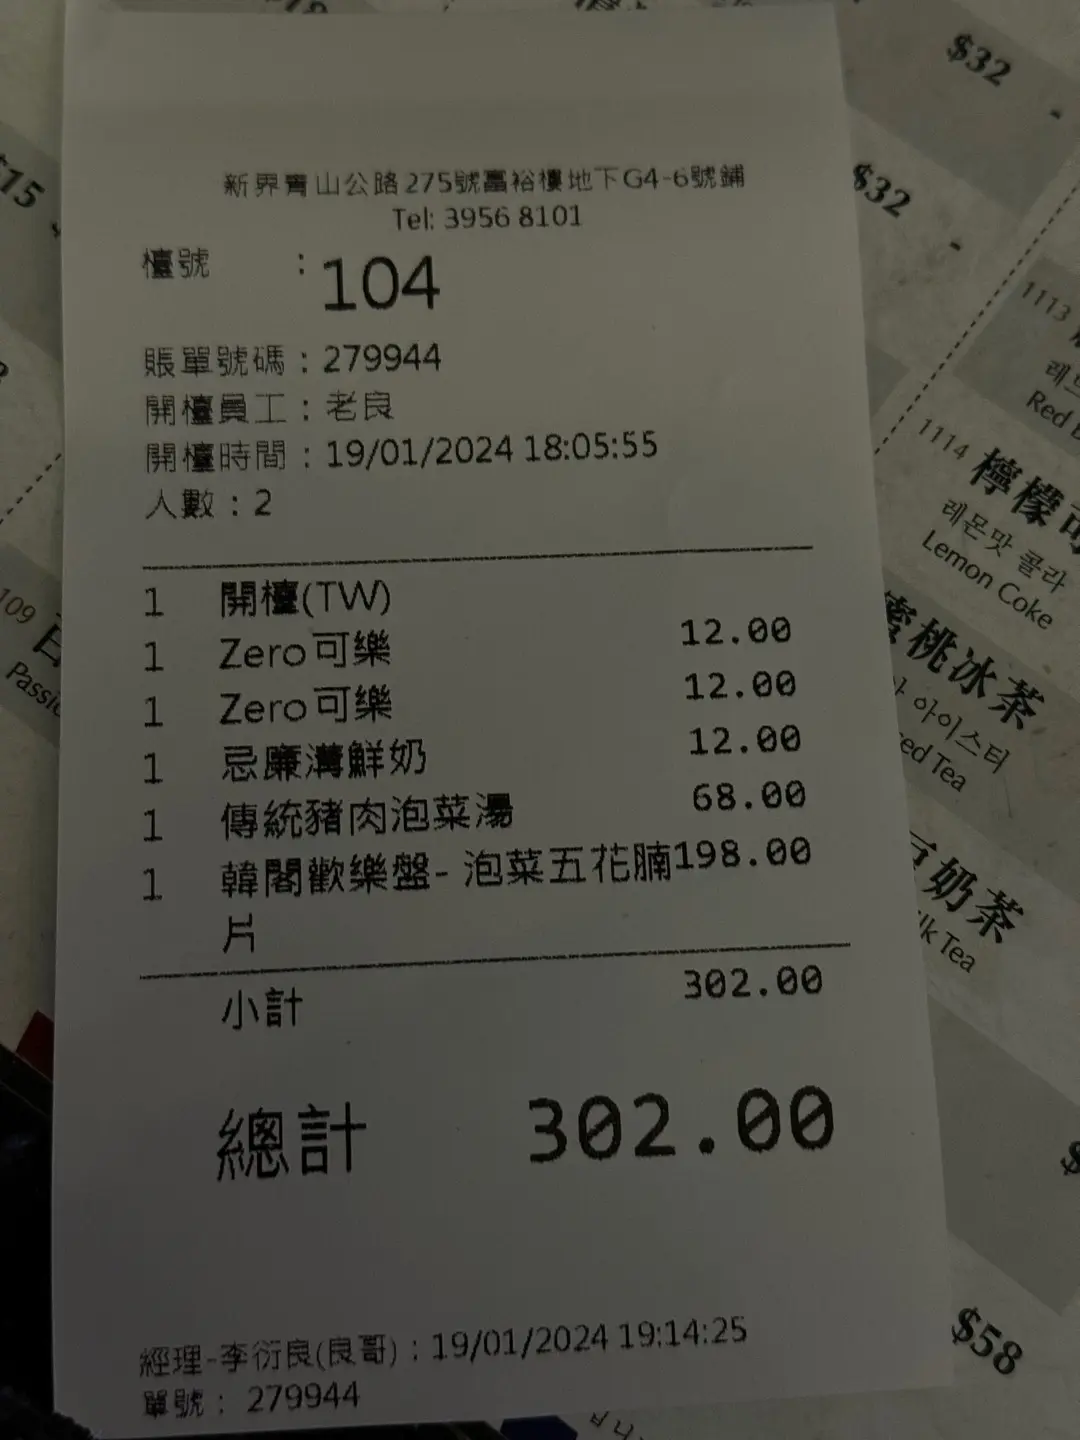 新界青山公路275號富裕樓地下G4-6號鋪
Tel: 3956 8101
檯號 : 104
賬單號碼 : 279944
開檯員工 : 老良
開檯時間 : 19/01/2024 18:05:55
人數 : 2
1 開檯(TW)
1 Zero可樂 12.00
1 Zero可樂 12.00
1 忌廉溝鮮奶 12.00
1 傳統豬肉泡菜湯 68.00
1 韓閣歡樂盤- 泡菜五花腩 198.00
片
小計 302.00
總計 302.00
經理-李衍良(良哥) : 19/01/2024 19:14:25
單號 : 279944
$32
$32
1113
Red
1114 檸檬
레몬맛 콜라
Lemon Coke
蜜桃冰茶
아이스티
Tea
奶茶
Tea
$58
$15
109